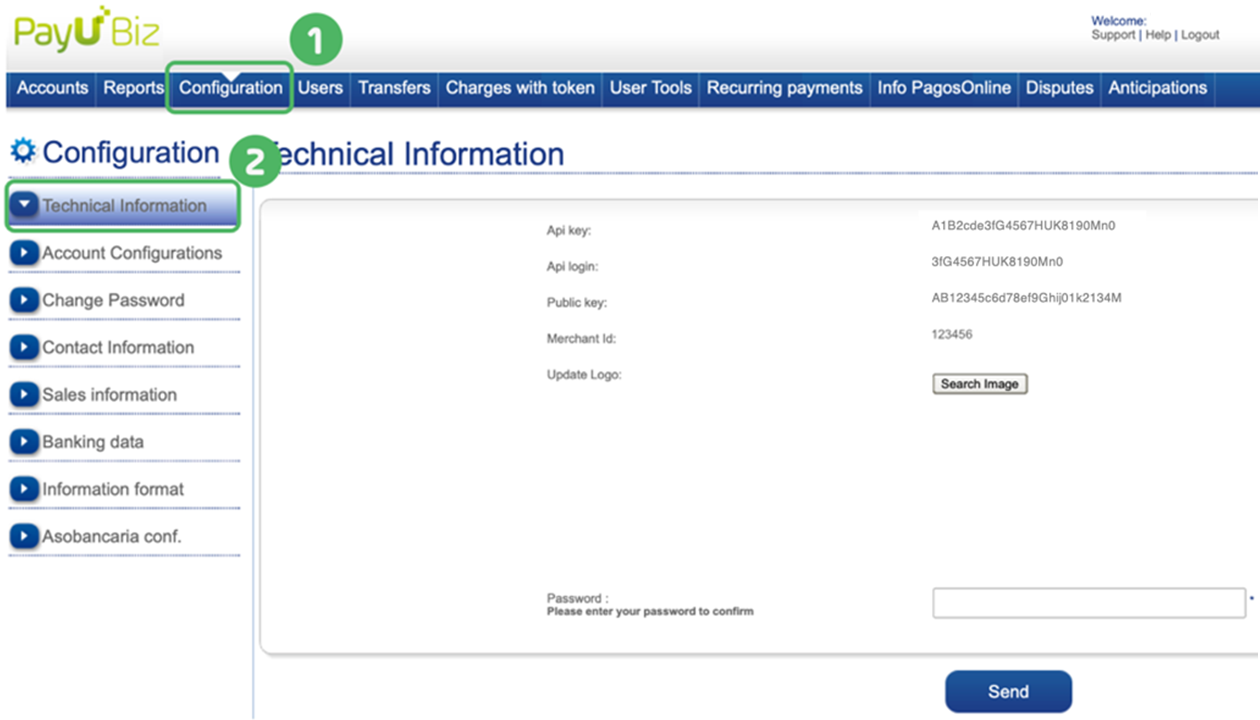 PayU Biz
1
Welcome:
Support | Help | Logout
Accounts Reports Configuration Users Transfers Charges with token User Tools Recurring payments Info PagosOnline Disputes Anticipations
Configuration
2
echnical Information
Technical Information
Account Configurations
Change Password
Contact Information
Sales information
Banking data
Information format
Asobancaria conf.
Api key: A1B2cde3fG4567HUK8190Mn0
Api login: 3fG4567HUK8190Mn0
Public key: AB12345c6d78ef9Ghij01k2134M
Merchant Id: 123456
Update Logo: Search Image
Password :
Please enter your password to confirm
Send